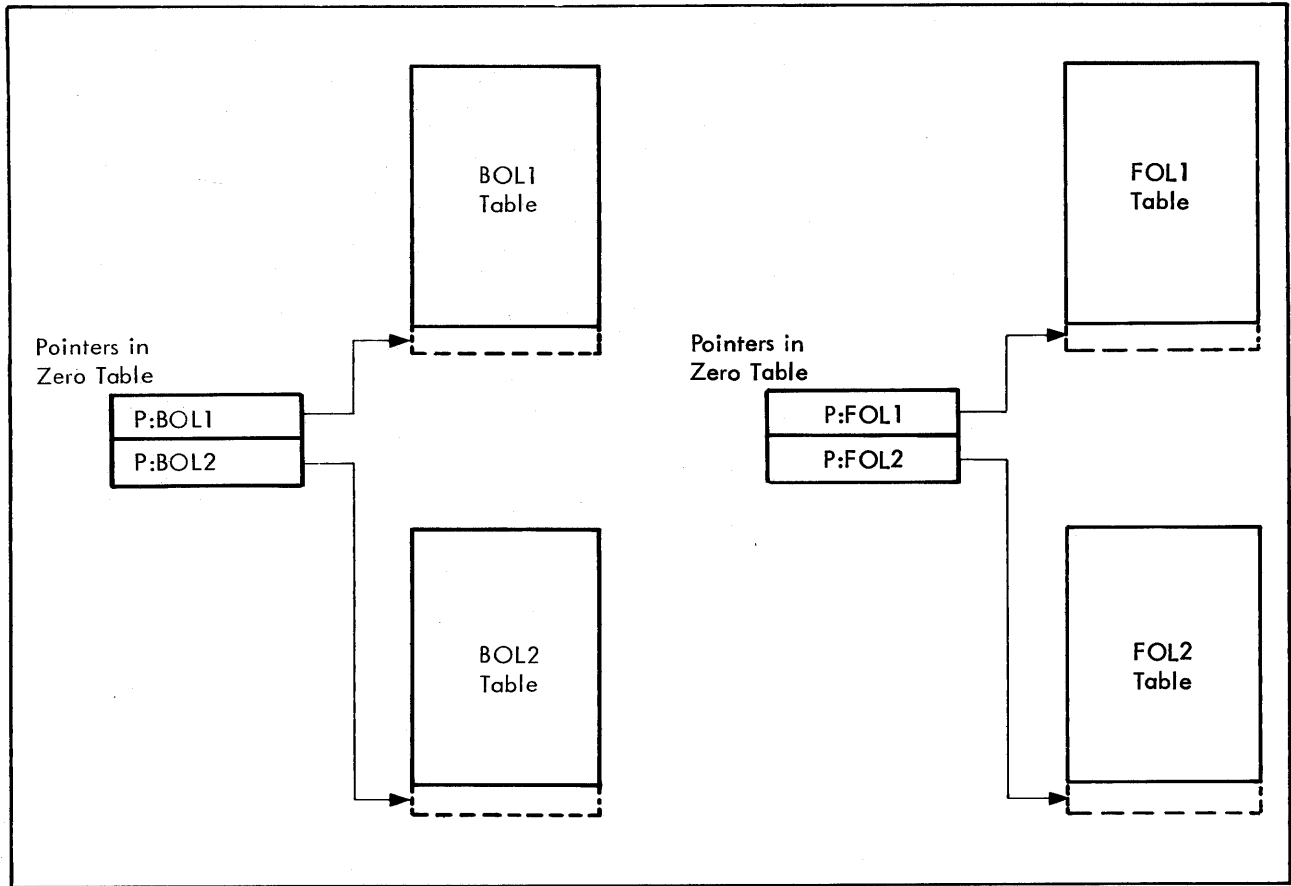 BOL1
Table
Pointers in
Zero Table
P:BOL1
P:BOL2
BOL2
Table
FOL1
Table
Pointers in
Zero Table
P:FOL1
P:FOL2
FOL2
Table